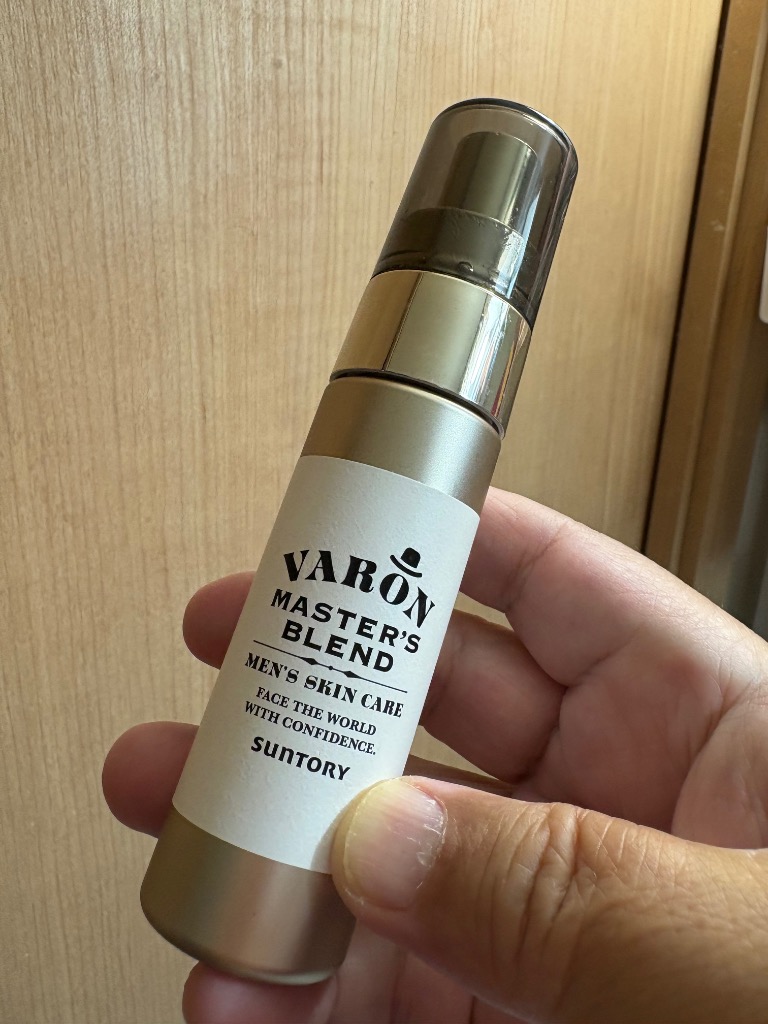 VARON
MASTER'S
BLEND
MEN'S SKIN CARE
FACE THE WORLD
WITH CONFIDENCE.
SUNTORY